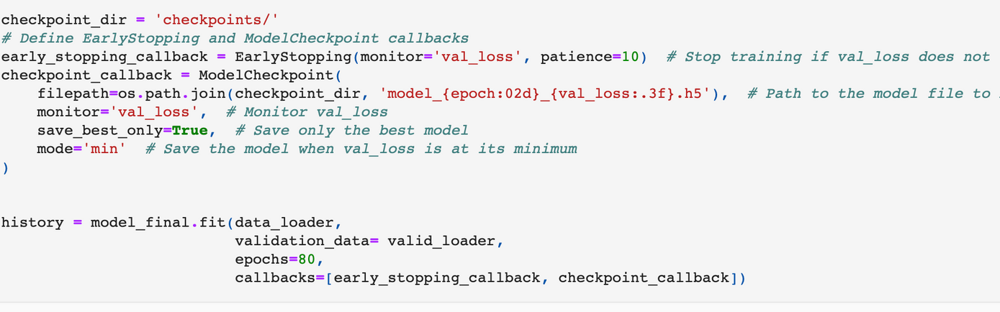 checkpoint_dir = 'checkpoints/'
# Define EarlyStopping and ModelCheckpoint callbacks
early_stopping_callback = EarlyStopping(monitor='val_loss', patience=10)  # Stop training if val_loss does not
checkpoint_callback = ModelCheckpoint(
    filepath=os.path.join(checkpoint_dir, 'model_{epoch:02d}_{val_loss:.3f}.h5'),  # Path to the model file to
    monitor='val_loss',  # Monitor val_loss
    save_best_only=True,  # Save only the best model
    mode='min'  # Save the model when val_loss is at its minimum
)
history = model_final.fit(data_loader,
                          validation_data= valid_loader,
                          epochs=80,
                          callbacks=[early_stopping_callback, checkpoint_callback])